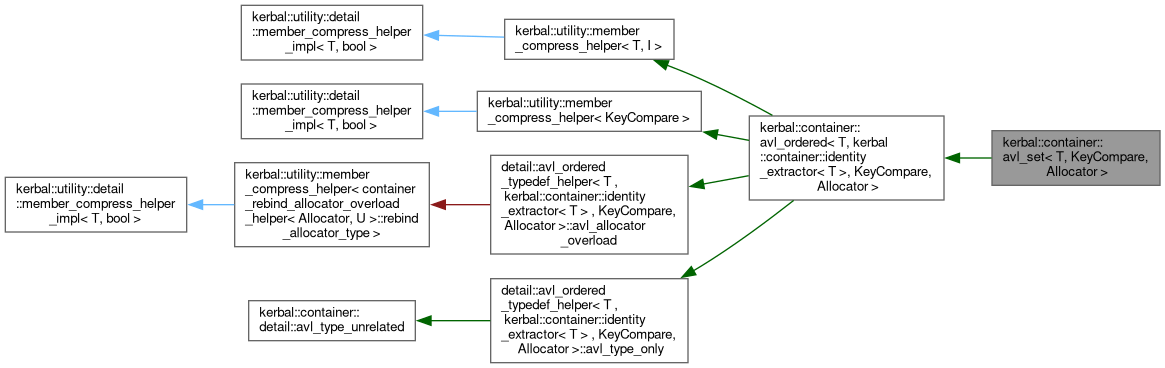 kerbal::utility::detail
::member_compress_helper
_impl< T, bool >
kerbal::utility::member
_compress_helper< T, I >
kerbal::utility::detail
::member_compress_helper
_impl< T, bool >
kerbal::utility::member
_compress_helper< KeyCompare >
kerbal::container::
avl_ordered< T, kerbal
::container::identity
_extractor< T >, KeyCompare,
Allocator >
kerbal::container::
avl_set< T, KeyCompare,
Allocator >
kerbal::utility::detail
::member_compress_helper
_impl< T, bool >
kerbal::utility::member
_compress_helper< container
_rebind_allocator_overload
_helper< Allocator, U >::rebind
_allocator_type >
detail::avl_ordered
_typedef_helper< T ,
kerbal::container::identity
_extractor< T > , KeyCompare,
Allocator >::avl_allocator
_overload
kerbal::container::
detail::avl_type_unrelated
detail::avl_ordered
_typedef_helper< T ,
kerbal::container::identity
_extractor< T > , KeyCompare,
Allocator >::avl_type_only